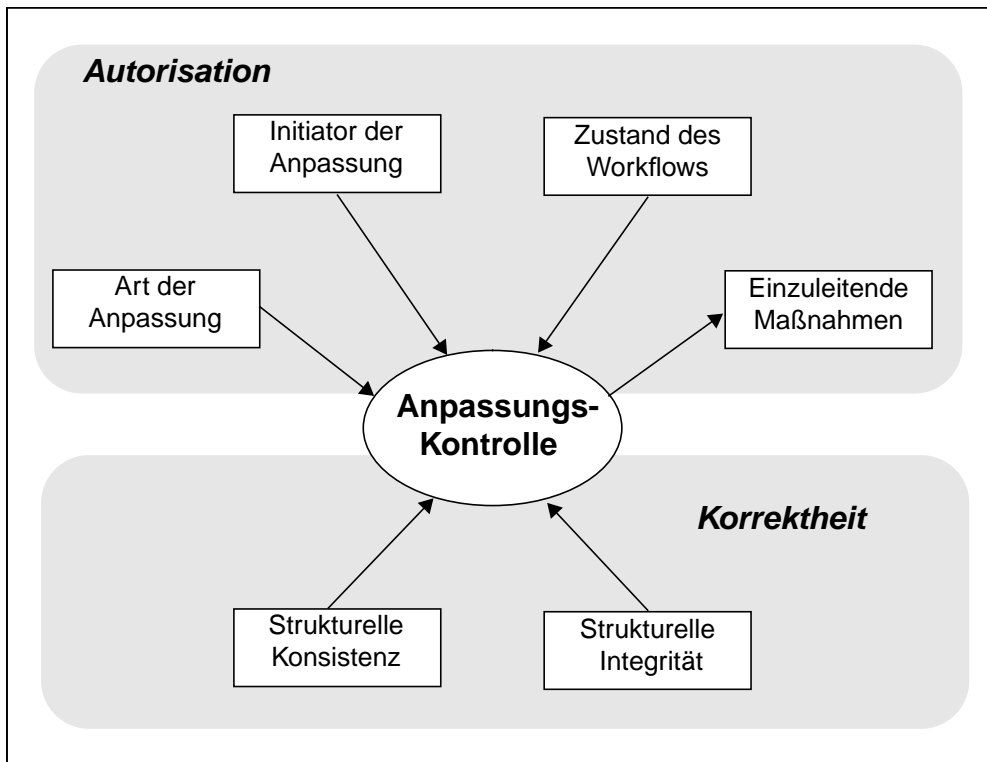 Autorisation
Initiator der
Anpassung
Zustand des
Workflows
Art der
Anpassung
Einzuleitende
Maßnahmen
Anpassungs-
Kontrolle
Korrektheit
Strukturelle
Konsistenz
Strukturelle
Integrität